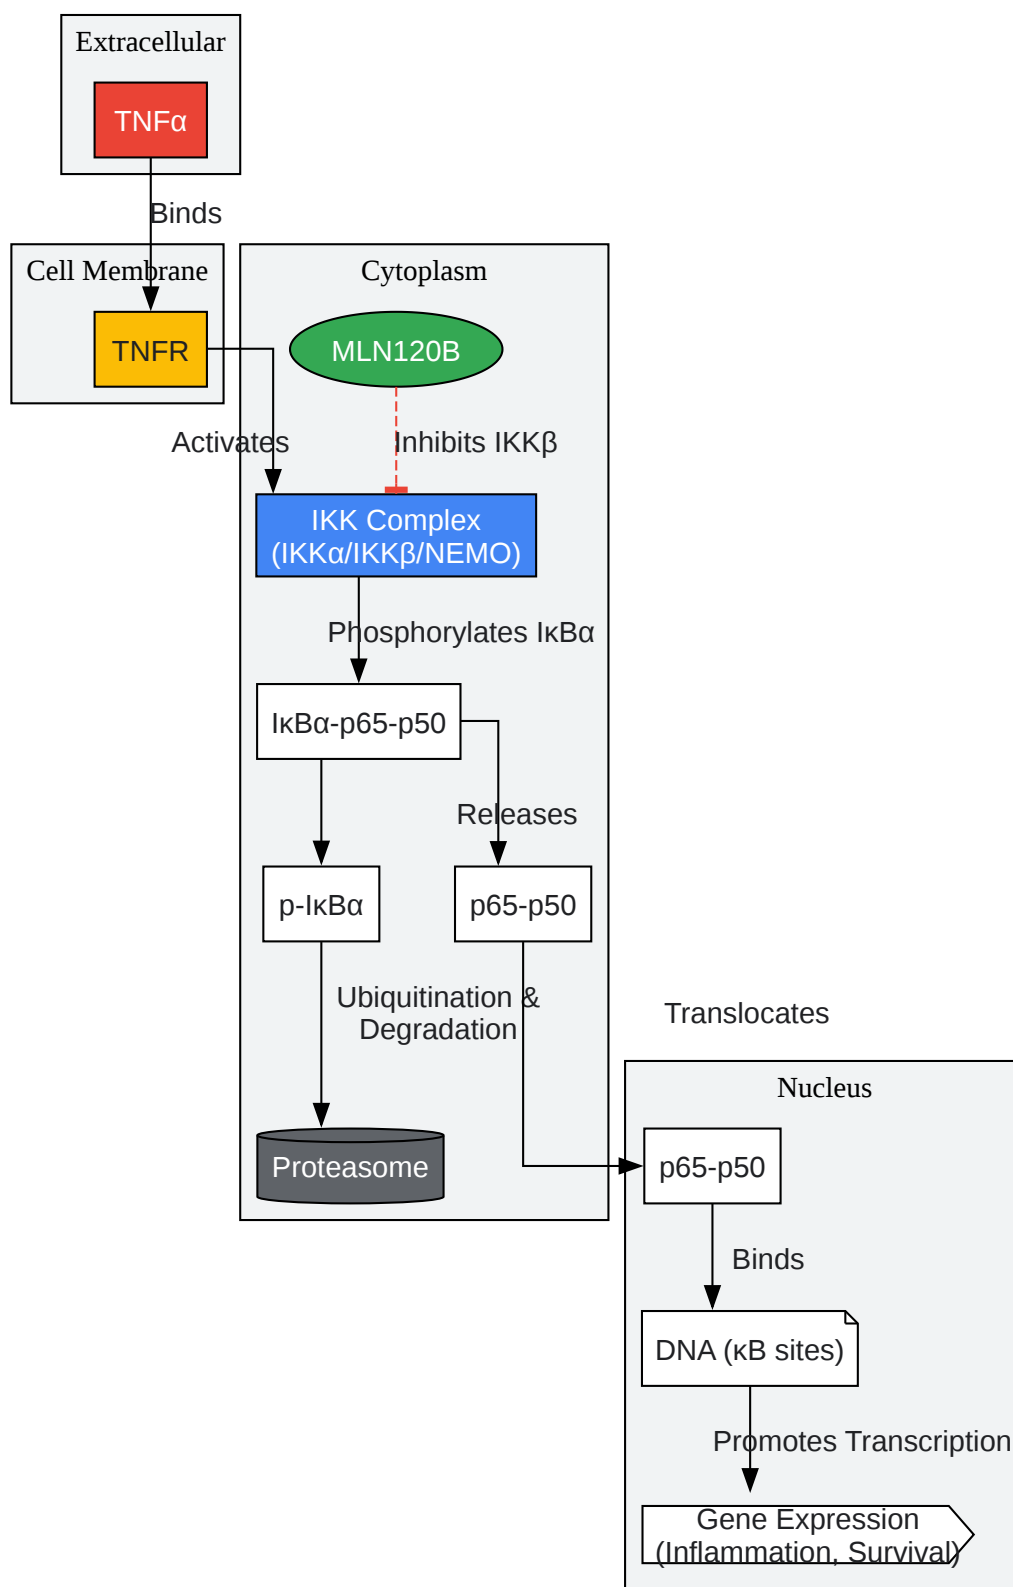 Extracellular
TNFα
Binds
Cell Membrane
TNFR
Cytoplasm
MLN120B
Activates
Inhibits IKKβ
IKK Complex
(IKKα/IKKβ/NEMO)
Phosphorylates IκBα
IκBα-p65-p50
Releases
p-IκBα
p65-p50
Ubiquitination &
Degradation
Translocates
Proteasome
Nucleus
p65-p50
Binds
DNA (κB sites)
Promotes Transcription
Gene Expression
(Inflammation, Survival)